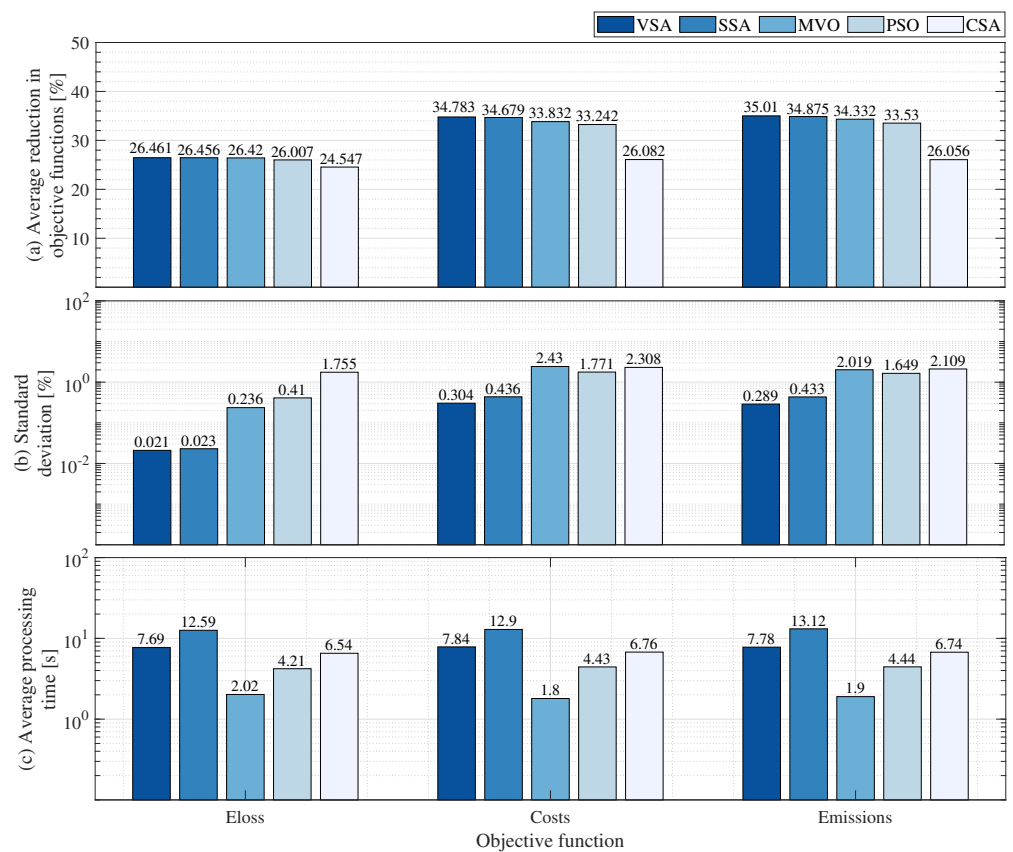 VSA SSA MVO PSO CSA
(a) Average reduction in
objective functions [%]
50
40
30
20
10
26.461 26.456 26.42 26.007 24.547
34.783 34.679 33.832 33.242 26.082
35.01 34.875 34.332 33.53 26.056
(b) Standard
deviation [%]
10^2
10^0
10^-2
0.021 0.023 0.236 0.41 1.755
0.304 0.436 2.43 1.771 2.308
0.289 0.433 2.019 1.649 2.109
(c) Average processing
time [s]
10^2
10^1
10^0
7.69 12.59 2.02 4.21 6.54
7.84 12.9 1.8 4.43 6.76
7.78 13.12 1.9 4.44 6.74
Eloss Costs Emissions
Objective function